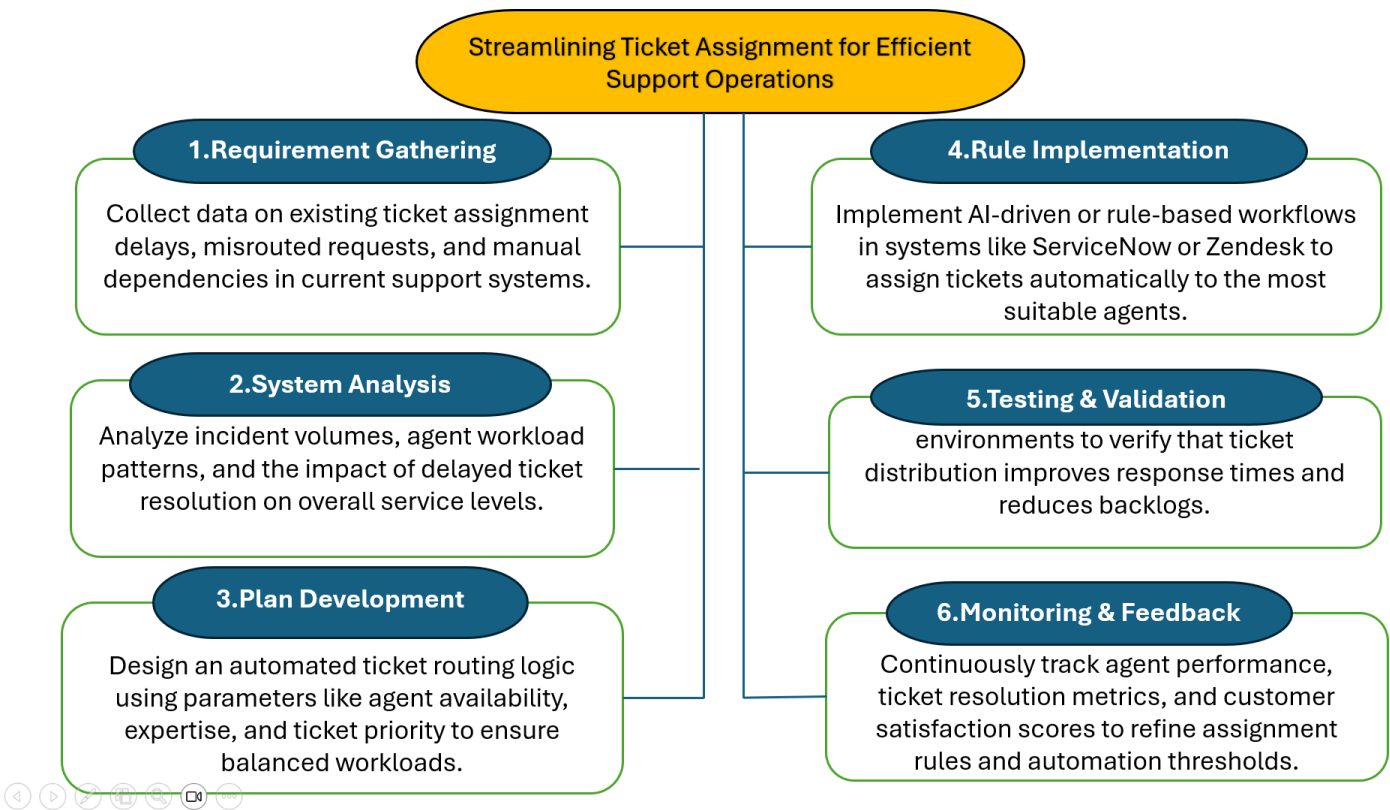 Streamlining Ticket Assignment for Efficient
Support Operations
1.Requirement Gathering
Collect data on existing ticket assignment
delays, misrouted requests, and manual
dependencies in current support systems.
2.System Analysis
Analyze incident volumes, agent workload
patterns, and the impact of delayed ticket
resolution on overall service levels.
3.Plan Development
Design an automated ticket routing logic
using parameters like agent availability,
expertise, and ticket priority to ensure
balanced workloads.
4.Rule Implementation
Implement AI-driven or rule-based workflows
in systems like ServiceNow or Zendesk to
assign tickets automatically to the most
suitable agents.
5.Testing & Validation
environments to verify that ticket
distribution improves response times and
reduces backlogs.
6.Monitoring & Feedback
Continuously track agent performance,
ticket resolution metrics, and customer
satisfaction scores to refine assignment
rules and automation thresholds.